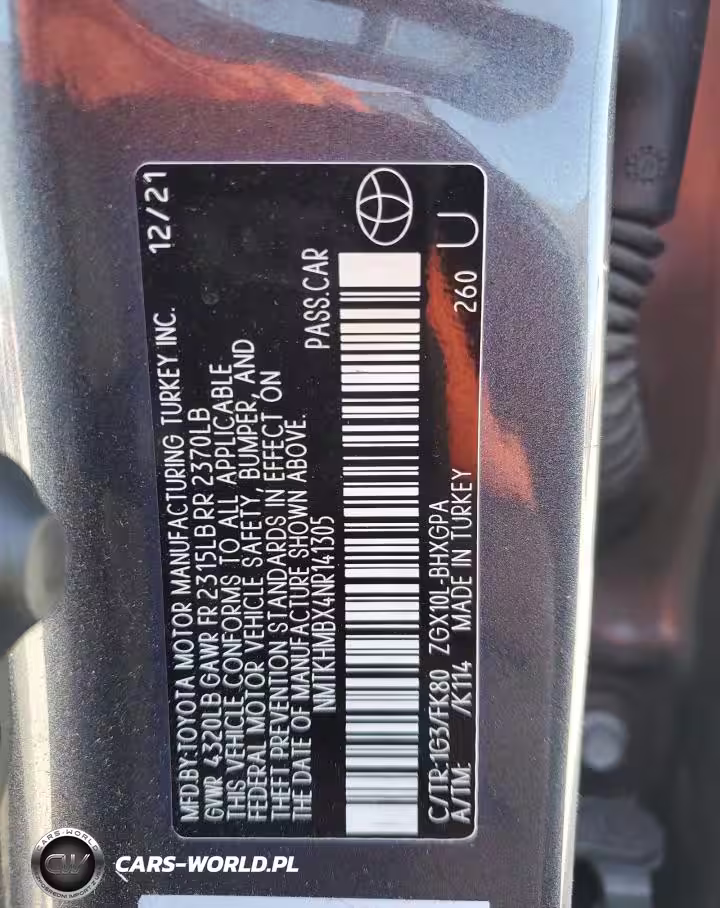 MFD.BY:TOYOTA MOTOR MANUFACTURING TURKEY INC. 12/21
GVWR 4320LB GAWR FR 2315LB RR 2370LB
THIS VEHICLE CONFORMS TO ALL APPLICABLE
FEDERAL MOTOR VEHICLE SAFETY, BUMPER, AND
THEFT PREVENTION STANDARDS IN EFFECT ON
THE DATE OF MANUFACTURE SHOWN ABOVE.
NMTKHMBX4NR141305 PASS.CAR
C/TR:1G3/FK80 ZGX10L-BHXGPA 260 U
A/TM: /K114 MADE IN TURKEY
CARS-WORLD
CW
CARS-WORLD.PL